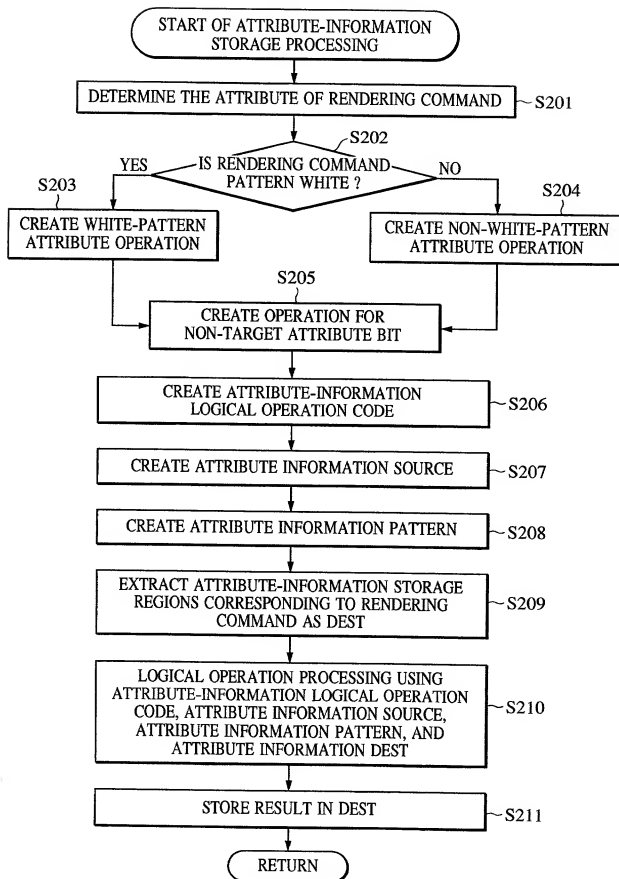 START OF ATTRIBUTE-INFORMATION
STORAGE PROCESSING
DETERMINE THE ATTRIBUTE OF RENDERING COMMAND
S201
S202
IS RENDERING COMMAND
PATTERN WHITE ?
YES
NO
S203
CREATE WHITE-PATTERN
ATTRIBUTE OPERATION
S204
CREATE NON-WHITE-PATTERN
ATTRIBUTE OPERATION
S205
CREATE OPERATION FOR
NON-TARGET ATTRIBUTE BIT
CREATE ATTRIBUTE-INFORMATION
LOGICAL OPERATION CODE
S206
CREATE ATTRIBUTE INFORMATION SOURCE
S207
CREATE ATTRIBUTE INFORMATION PATTERN
S208
EXTRACT ATTRIBUTE-INFORMATION STORAGE
REGIONS CORRESPONDING TO RENDERING
COMMAND AS DEST
S209
LOGICAL OPERATION PROCESSING USING
ATTRIBUTE-INFORMATION LOGICAL OPERATION
CODE, ATTRIBUTE INFORMATION SOURCE,
ATTRIBUTE INFORMATION PATTERN, AND
ATTRIBUTE INFORMATION DEST
S210
STORE RESULT IN DEST
S211
RETURN